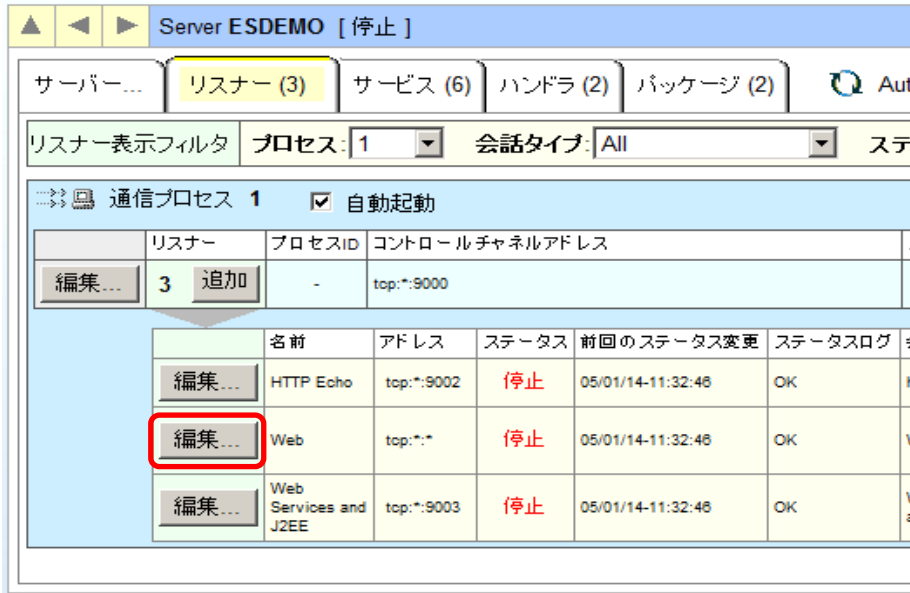 Server ESDEMO [ 停止 ]
サーバー... リスナー (3) サービス (6) ハンドラ (2) パッケージ (2) Aut
リスナー表示フィルタ プロセス: 1 会話タイプ: All ステ
通信プロセス 1 自動起動
リスナー プロセスID コントロールチャネルアドレス
編集... 3 追加 - tcp:*:9000
名前 アドレス ステータス 前回のステータス変更 ステータスログ
編集... HTTP Echo tcp:*:9002 停止 05/01/14-11:32:46 OK
編集... Web tcp:*:* 停止 05/01/14-11:32:46 OK
編集... Web Services and J2EE tcp:*:9003 停止 05/01/14-11:32:46 OK